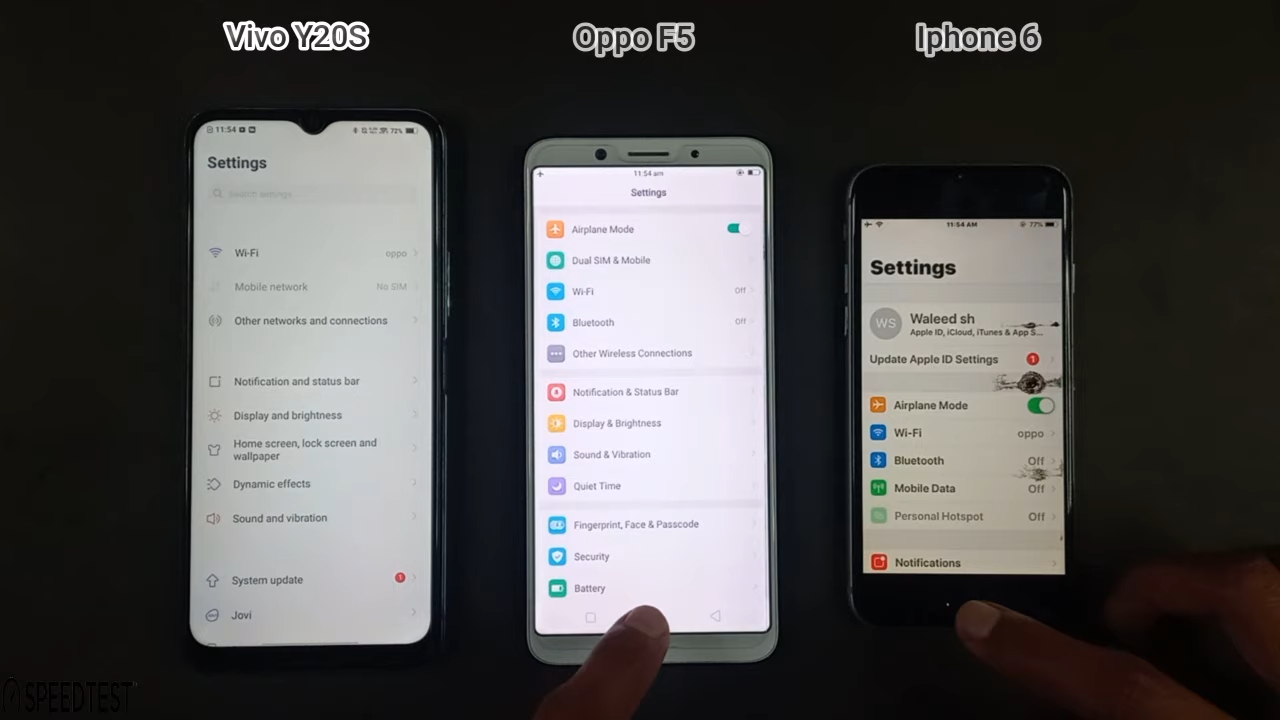 Vivo Y20S
Oppo F5
Iphone 6
11:54
72%
Settings
Search settings
Wi-Fi
oppo
Mobile network
No SIM
Other networks and connections
Notification and status bar
Display and brightness
Home screen, lock screen and
wallpaper
Dynamic effects
Sound and vibration
System update
1
Jovi
11:54 am
Settings
Airplane Mode
Dual SIM & Mobile
Wi-Fi
Off
Bluetooth
Off
Other Wireless Connections
Notification & Status Bar
Display & Brightness
Sound & Vibration
Quiet Time
Fingerprint, Face & Passcode
Security
Battery
11:54 AM
77%
Settings
WS
Waleed sh
Apple ID, iCloud, iTunes & App S...
Update Apple ID Settings
1
Airplane Mode
Wi-Fi
oppo
Bluetooth
Off
Mobile Data
Off
Personal Hotspot
Off
Notifications
SPEEDTEST